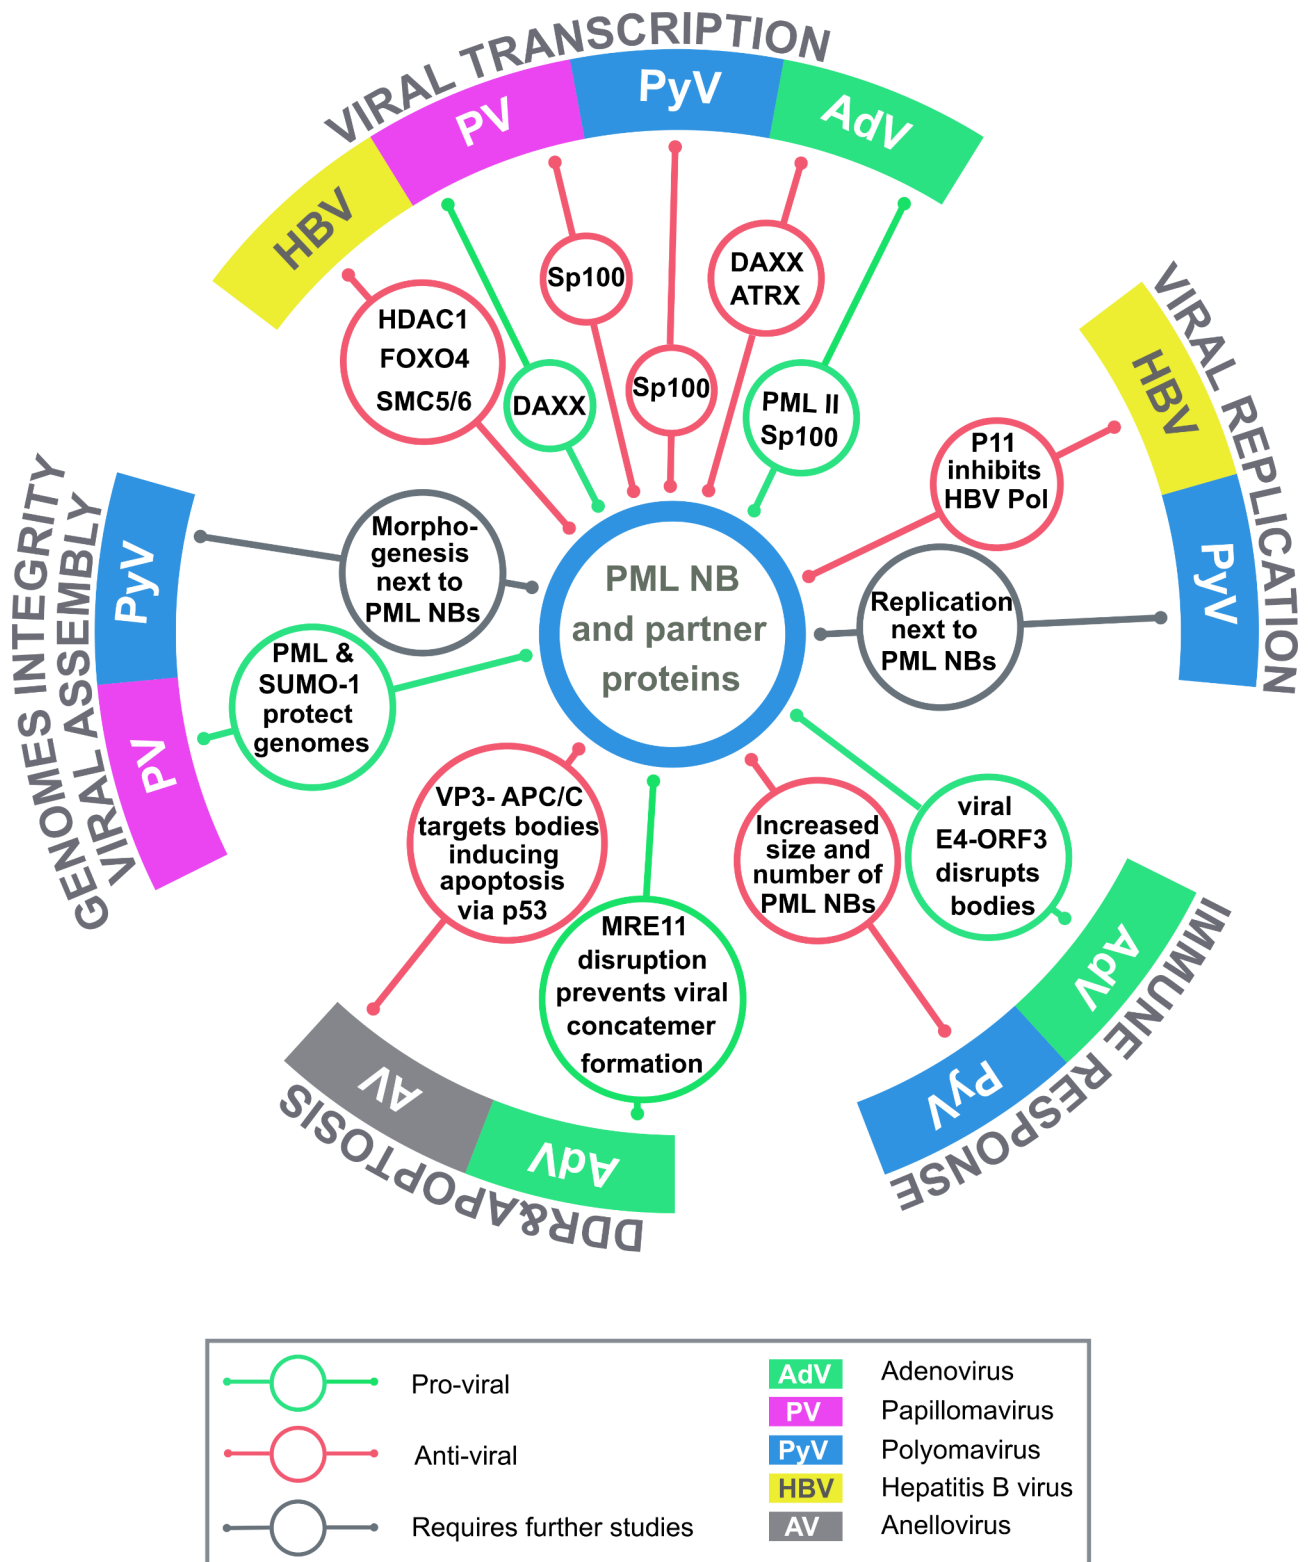 VIRAL TRANSCRIPTION
HBV
PV
PyV
AdV
HDAC1
FOXO4
SMC5/6
DAXX
Sp100
Sp100
DAXX
ATRX
PML II
Sp100
VIRAL REPLICATION
HBV
PyV
P11
inhibits
HBV Pol
Replication
next to
PML NBs
PML NB
and partner
proteins
GENOMES INTEGRITY
VIRAL ASSEMBLY
PyV
PV
Morpho-
genesis
next to
PML NBs
PML &
SUMO-1
protect
genomes
VP3- APC/C
targets bodies
inducing
apoptosis
via p53
MRE11
disruption
prevents viral
concatemer
formation
Increased
size and
number of
PML NBs
viral
E4-ORF3
disrupts
bodies
IMMUNE RESPONSE
AdV
PyV
DDR&APOPTOSIS
AV
AdV
Pro-viral
Anti-viral
Requires further studies
AdV Adenovirus
PV Papillomavirus
PyV Polyomavirus
HBV Hepatitis B virus
AV Anellovirus